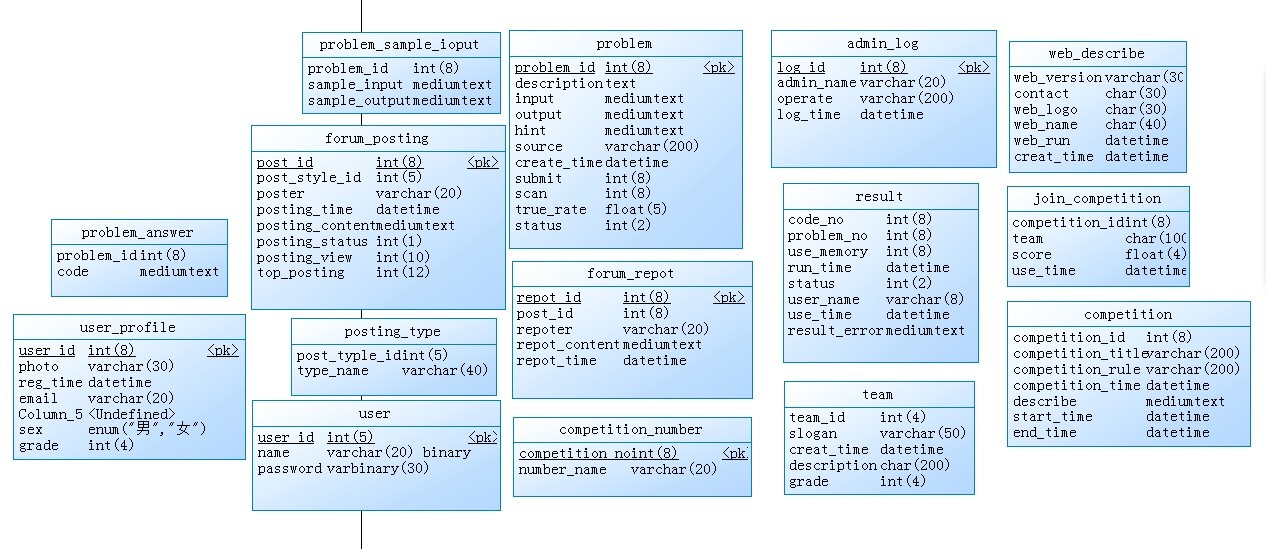 problem_sample_ioput
problem_id int(8)
sample_input mediumtext
sample_output mediumtext
problem
problem_id int(8) <pk>
description text
input mediumtext
output mediumtext
hint mediumtext
source varchar(200)
create_time datetime
submit int(8)
scan int(8)
true_rate float(5)
status int(2)
admin_log
log_id int(8) <pk>
admin_name varchar(20)
operate varchar(200)
log_time datetime
web_describe
web_version varchar(30
contact char(30)
web_logo char(30)
web_name char(40)
web_run datetime
creat_time datetime
forum_posting
post_id int(8) <pk>
post_style_id int(5)
poster varchar(20)
posting_time datetime
posting_content mediumtext
posting_status int(1)
posting_view int(10)
top_posting int(12)
result
code_no int(8)
problem_no int(8)
use_memory int(8)
run_time datetime
status int(2)
user_name varchar(8)
use_time datetime
result_error mediumtext
join_competition
competition_id int(8)
team char(100
score float(4)
use_time datetime
problem_answer
problem_id int(8)
code mediumtext
forum_repot
repot_id int(8) <pk>
post_id int(8)
repoter varchar(20)
repot_content mediumtext
repot_time datetime
user_profile
user_id int(8) <pk>
photo varchar(30)
reg_time datetime
email varchar(20)
Column_5 <Undefined>
sex enum("男","女")
grade int(4)
posting_type
post_typle_id int(5)
type_name varchar(40)
competition
competition_id int(8)
competition_title varchar(200)
competition_rule varchar(200)
competition_time datetime
describe mediumtext
start_time datetime
end_time datetime
user
user_id int(5) <pk>
name varchar(20) binary
password varbinary(30)
competition_number
competition_no int(8) <pk
number_name varchar(20)
team
team_id int(4)
slogan varchar(50)
creat_time datetime
description char(200)
grade int(4)